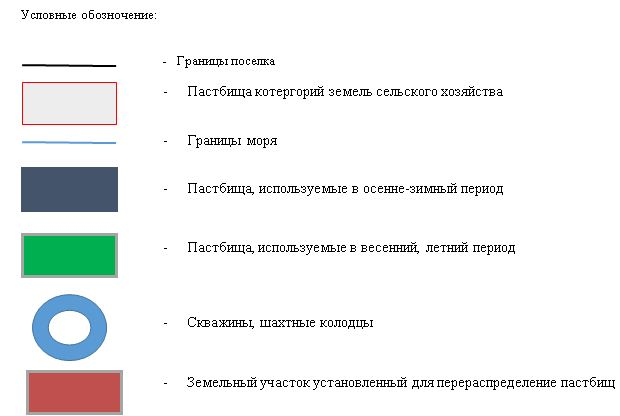 Условные обозначение:
- Границы поселка
- Пастбища котергорий земель сельского хозяйства
- Границы моря
- Пастбища, используемые в осенне-зимный период
- Пастбища, используемые в весенний, летний период
- Скважины, шахтные колодцы
- Земельный участок установленный для перераспределение пастбищ